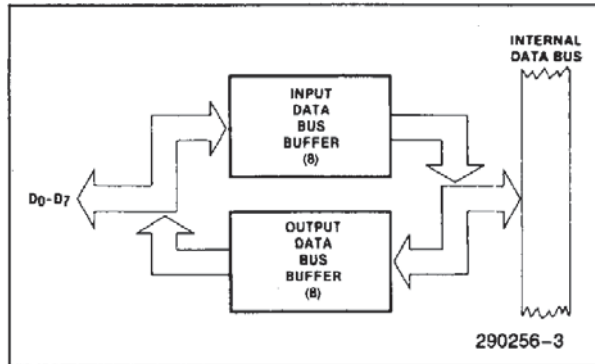 INTERNAL
DATA BUS
INPUT
DATA
BUS
BUFFER
(8)
D0-D7
OUTPUT
DATA
BUS
BUFFER
(8)
290256-3